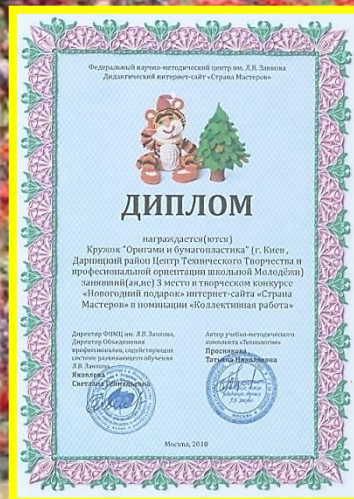 Федеральный научно-методический центр им. Л.В. Занкова
Дидактический интернет-сайт «Страна Мастеров»
ДИПЛОМ
награждается(ются)
Кружок "Оригами и бумагопластика" (г. Киев,
Дарницкий район Центр Технического Творчества и
професиональной ориентации школьной Молодёжи)
занявший(ая,ие) 3 место в творческом конкурсе
«Новогодний подарок» интернет-сайта «Страна
Мастеров» в номинации «Коллективная работа»
Директор ФНМЦ им. Л.В. Занкова,
Директор Объединения
профессионалов, содействующих
системе развивающего обучения
Л.В. Занкова
Яковлева
Светлана Геннадьевна
Автор учебно-методического
комплекта «Технология»
Проснякова
Татьяна Николаевна
Москва, 2010